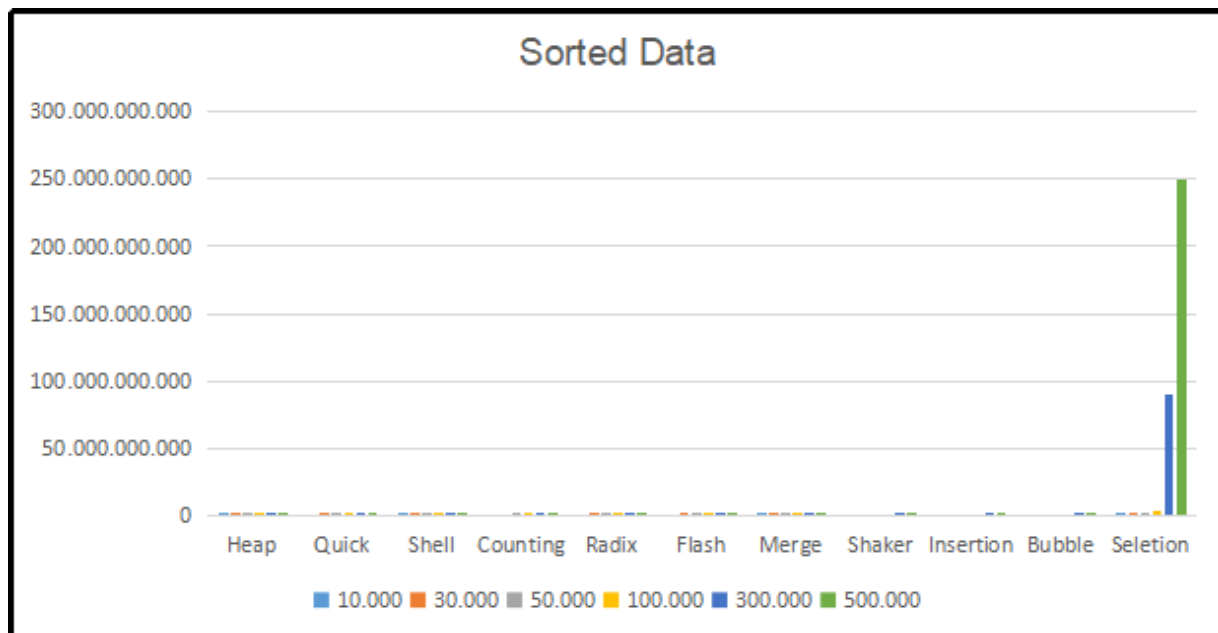 Sorted Data
300.000.000.000
250.000.000.000
200.000.000.000
150.000.000.000
100.000.000.000
50.000.000.000
0
Heap Quick Shell Counting Radix Flash Merge Shaker Insertion Bubble Seletion
10.000 30.000 50.000 100.000 300.000 500.000